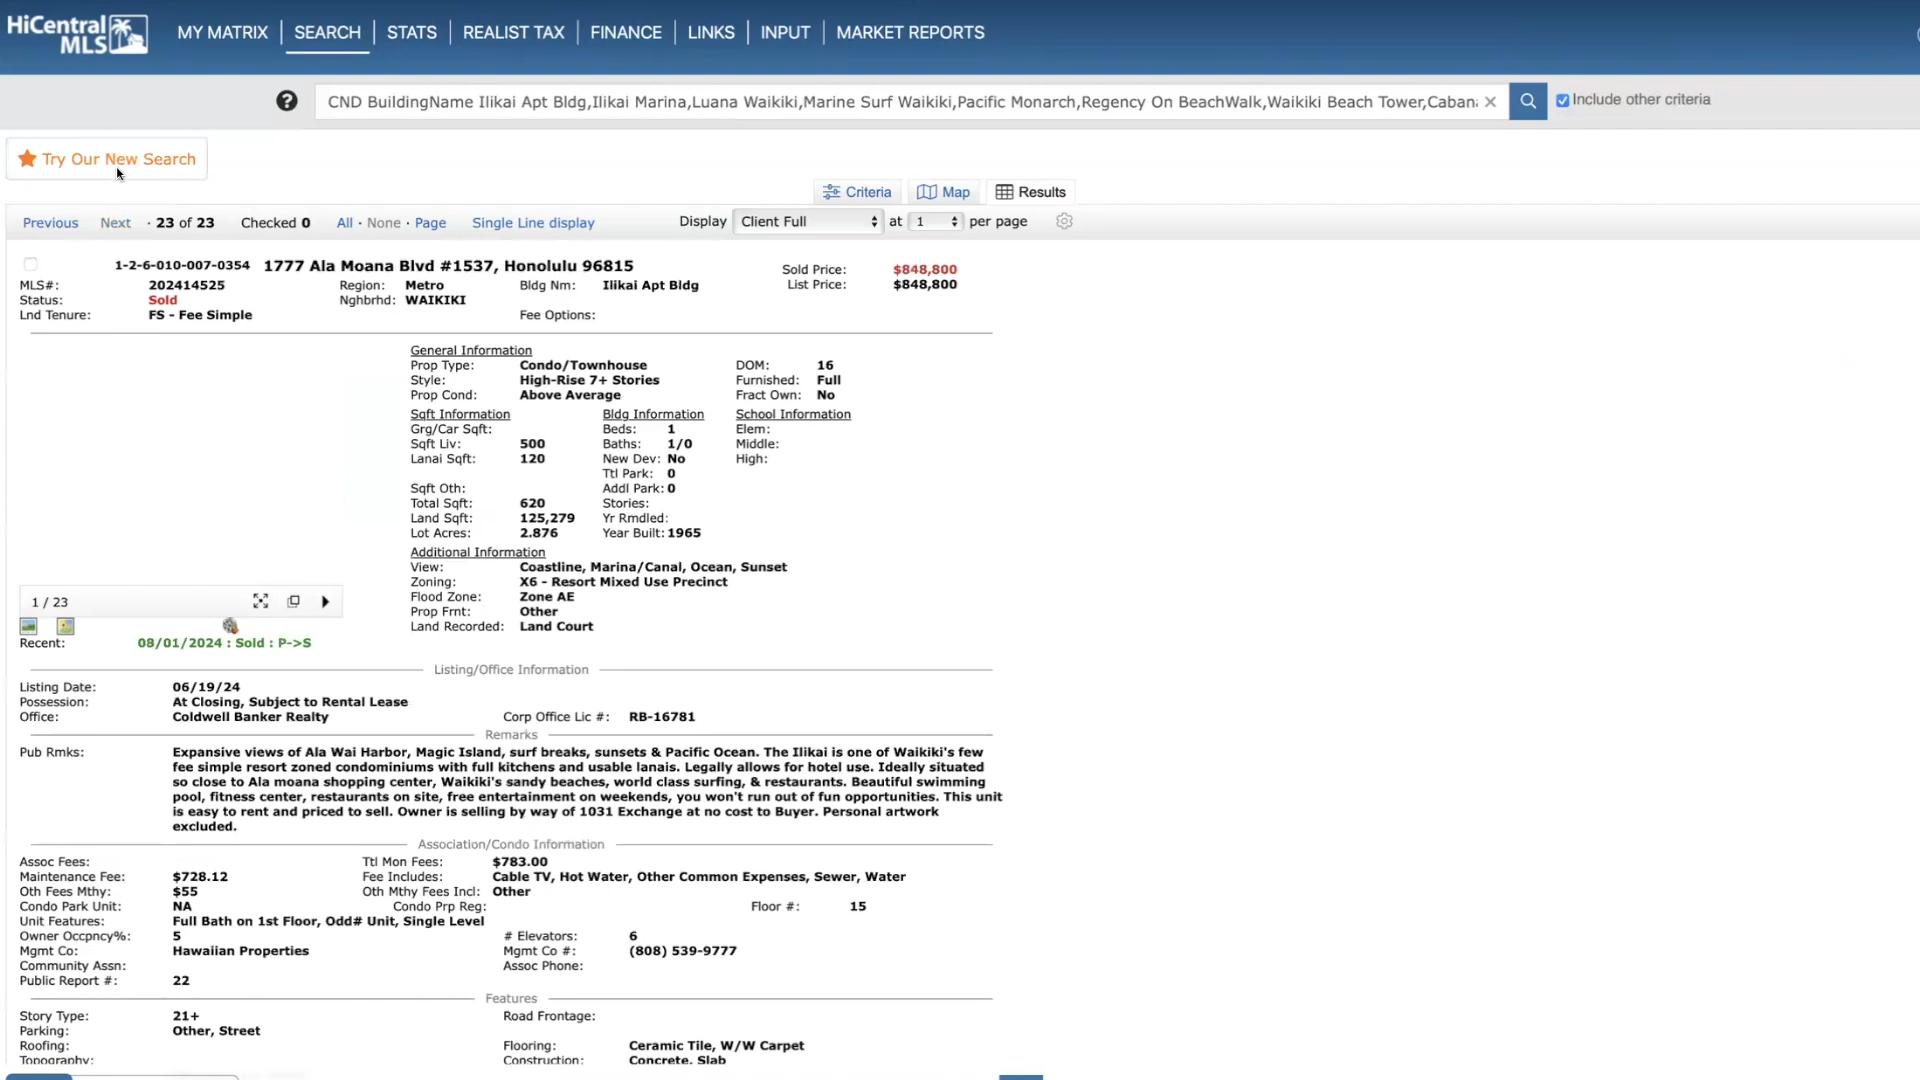 HiCentral MLS
MY MATRIX SEARCH STATS REALIST TAX FINANCE LINKS INPUT MARKET REPORTS
? CND BuildingName Ilikai Apt Bldg,Ilikai Marina,Luana Waikiki,Marine Surf Waikiki,Pacific Monarch,Regency On BeachWalk,Waikiki Beach Tower,Cabana Include other criteria
Try Our New Search
Criteria Map Results
Previous Next · 23 of 23 Checked 0 All · None · Page Single Line display Display Client Full at 1 per page
1-2-6-010-007-0354 1777 Ala Moana Blvd #1537, Honolulu 96815 Sold Price: $848,800
MLS#: 202414525 Region: Metro Bldg Nm: Ilikai Apt Bldg List Price: $848,800
Status: Sold Nghbrhd: WAIKIKI
Lnd Tenure: FS - Fee Simple Fee Options:
General Information
Prop Type: Condo/Townhouse DOM: 16
Style: High-Rise 7+ Stories Furnished: Full
Prop Cond: Above Average Fract Own: No
Sqft Information Bldg Information School Information
Grg/Car Sqft: Beds: 1 Elem:
Sqft Liv: 500 Baths: 1/0 Middle:
Lanai Sqft: 120 New Dev: No High:
Ttl Park: 0
Sqft Oth: Addl Park: 0
Total Sqft: 620 Stories:
Land Sqft: 125,279 Yr Rmdled:
Lot Acres: 2.876 Year Built: 1965
Additional Information
View: Coastline, Marina/Canal, Ocean, Sunset
Zoning: X6 - Resort Mixed Use Precinct
Flood Zone: Zone AE
Prop Frnt: Other
Land Recorded: Land Court
1 / 23
Recent: 08/01/2024 : Sold : P->S
Listing/Office Information
Listing Date: 06/19/24
Possession: At Closing, Subject to Rental Lease
Office: Coldwell Banker Realty Corp Office Lic #: RB-16781
Remarks
Pub Rmks: Expansive views of Ala Wai Harbor, Magic Island, surf breaks, sunsets & Pacific Ocean. The Ilikai is one of Waikiki's few
fee simple resort zoned condominiums with full kitchens and usable lanais. Legally allows for hotel use. Ideally situated
so close to Ala moana shopping center, Waikiki's sandy beaches, world class surfing, & restaurants. Beautiful swimming
pool, fitness center, restaurants on site, free entertainment on weekends, you won't run out of fun opportunities. This unit
is easy to rent and priced to sell. Owner is selling by way of 1031 Exchange at no cost to Buyer. Personal artwork
excluded.
Association/Condo Information
Assoc Fees: Ttl Mon Fees: $783.00
Maintenance Fee: $728.12 Fee Includes: Cable TV, Hot Water, Other Common Expenses, Sewer, Water
Oth Fees Mthy: $55 Oth Mthy Fees Incl: Other
Condo Park Unit: NA Condo Prp Reg: Floor #: 15
Unit Features: Full Bath on 1st Floor, Odd# Unit, Single Level
Owner Occpncy%: 5 # Elevators: 6
Mgmt Co: Hawaiian Properties Mgmt Co #: (808) 539-9777
Community Assn: Assoc Phone:
Public Report #: 22
Features
Story Type: 21+ Road Frontage:
Parking: Other, Street
Roofing: Flooring: Ceramic Tile, W/W Carpet
Topography: Construction: Concrete, Slab